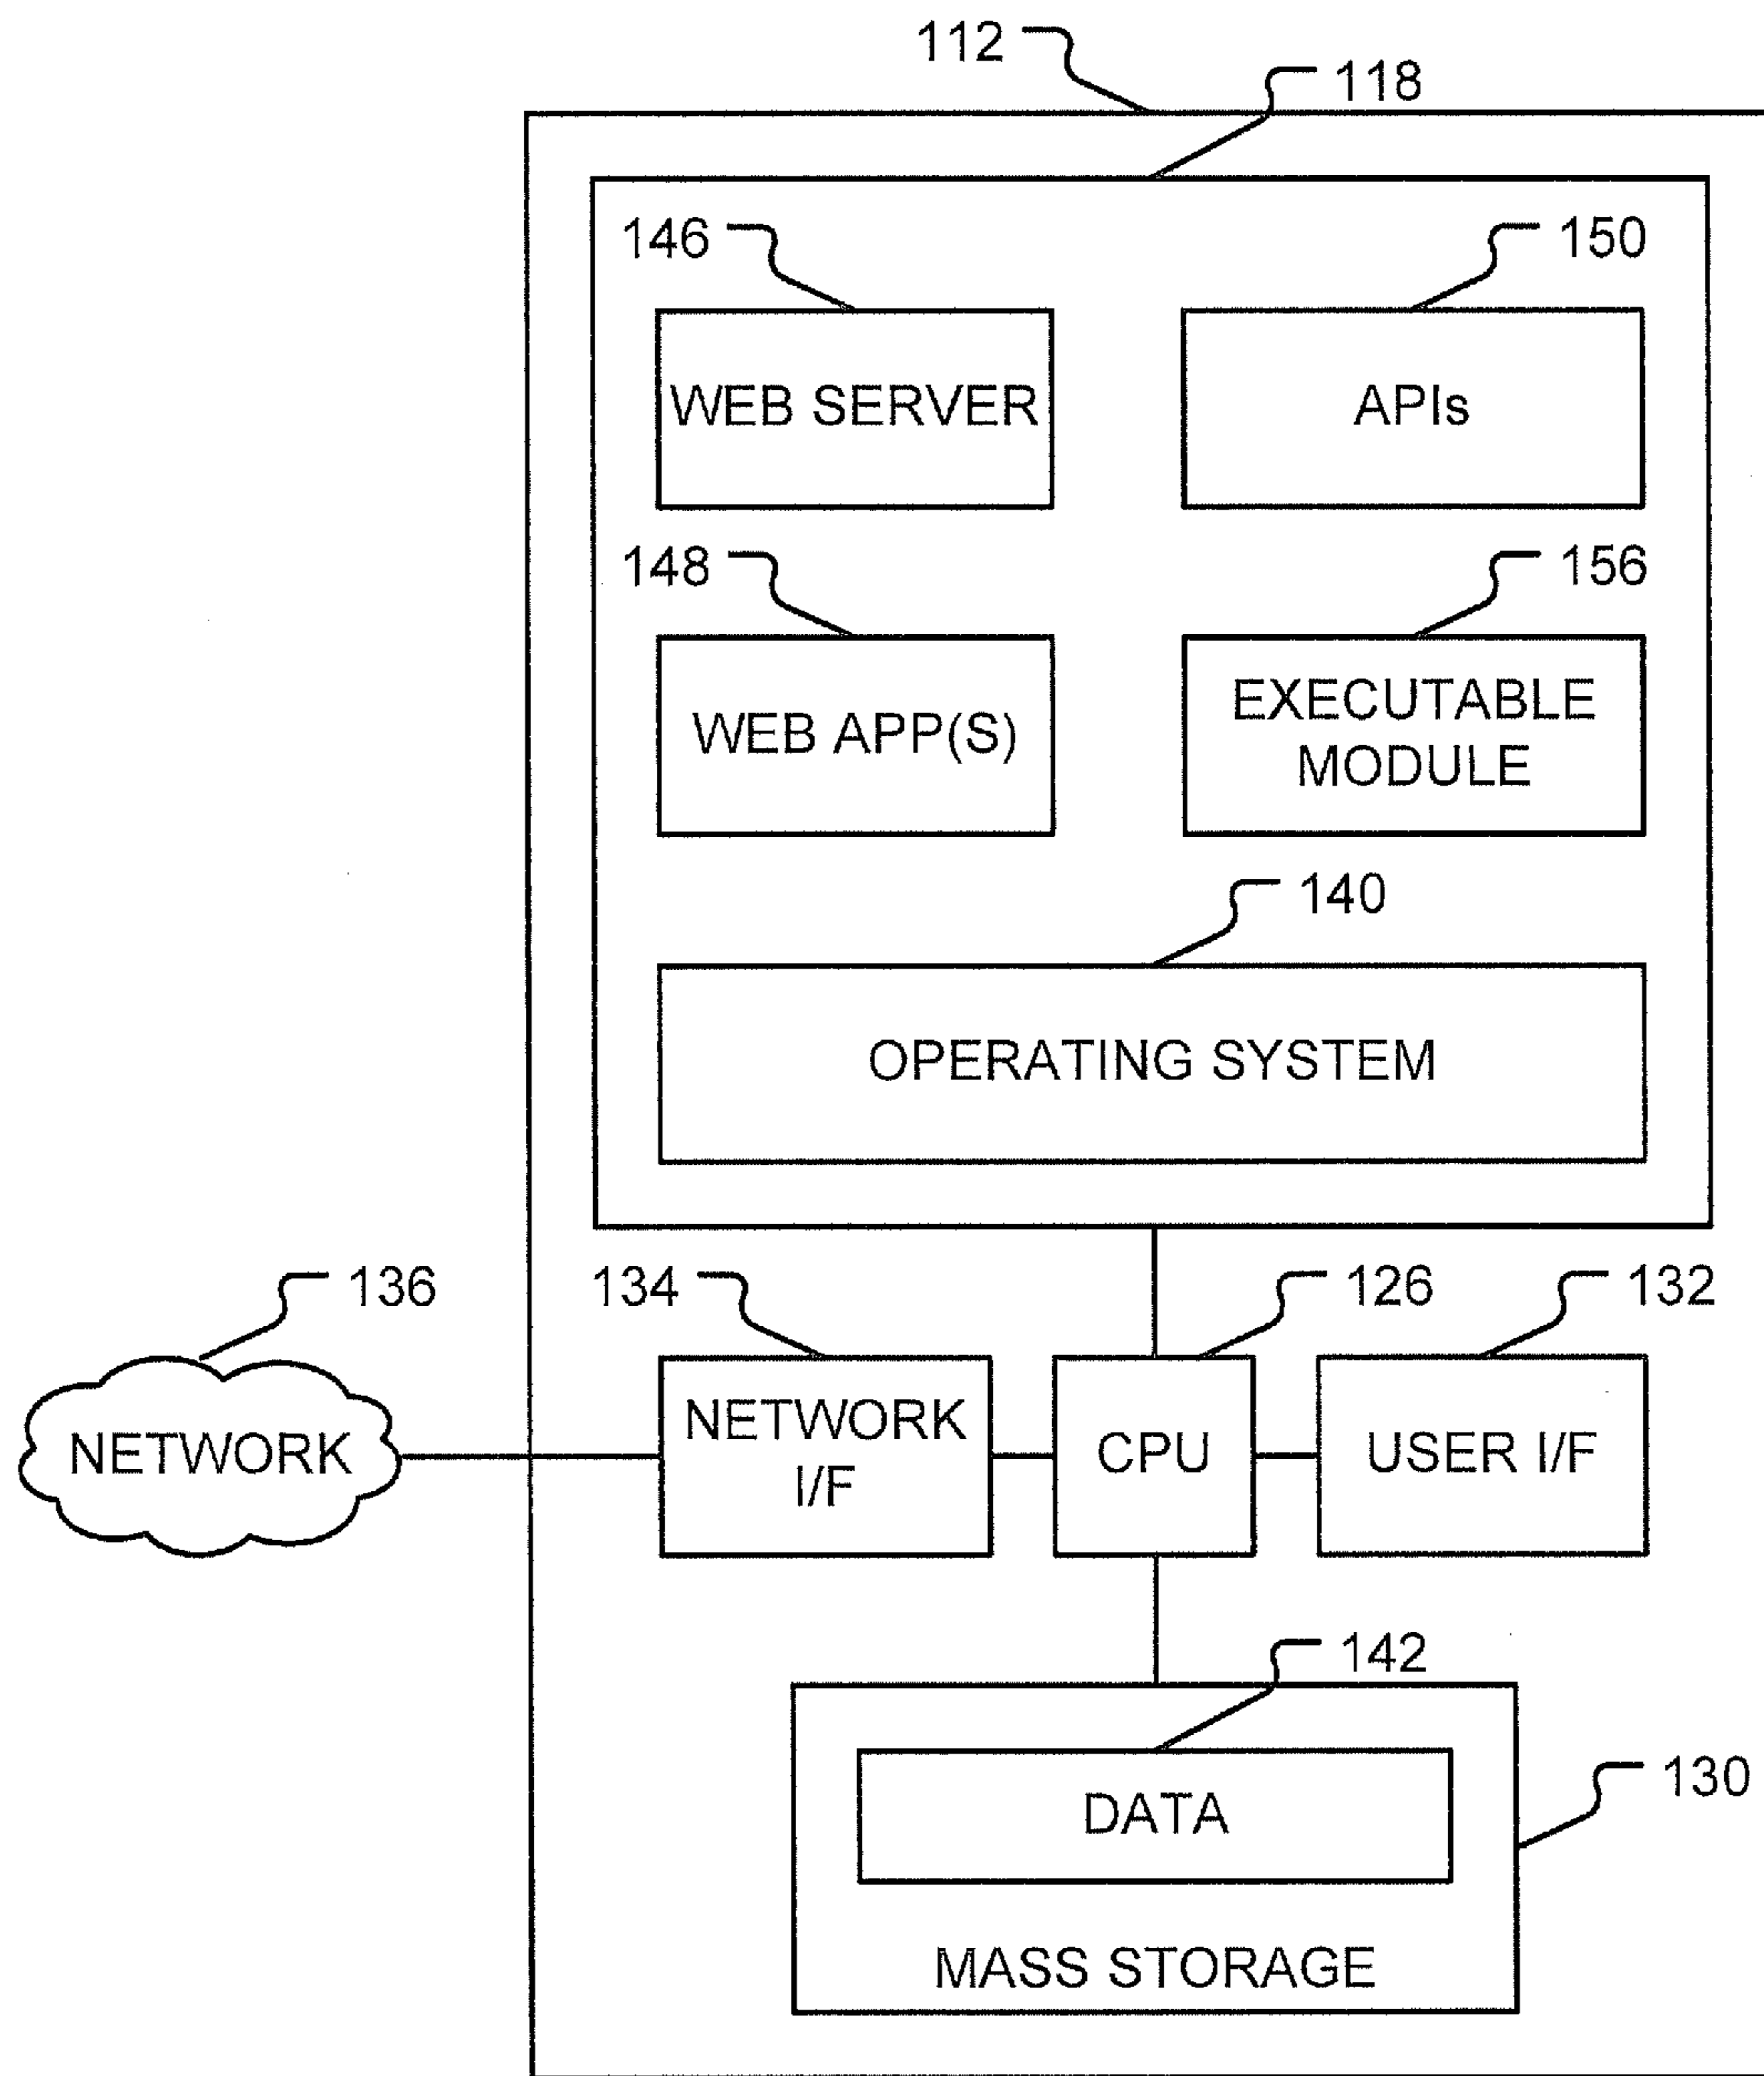 112
118
146
150
WEB SERVER
APIs
148
156
WEB APP(S)
EXECUTABLE
MODULE
140
OPERATING SYSTEM
136
134
126
132
NETWORK
NETWORK
I/F
CPU
USER I/F
142
DATA
130
MASS STORAGE